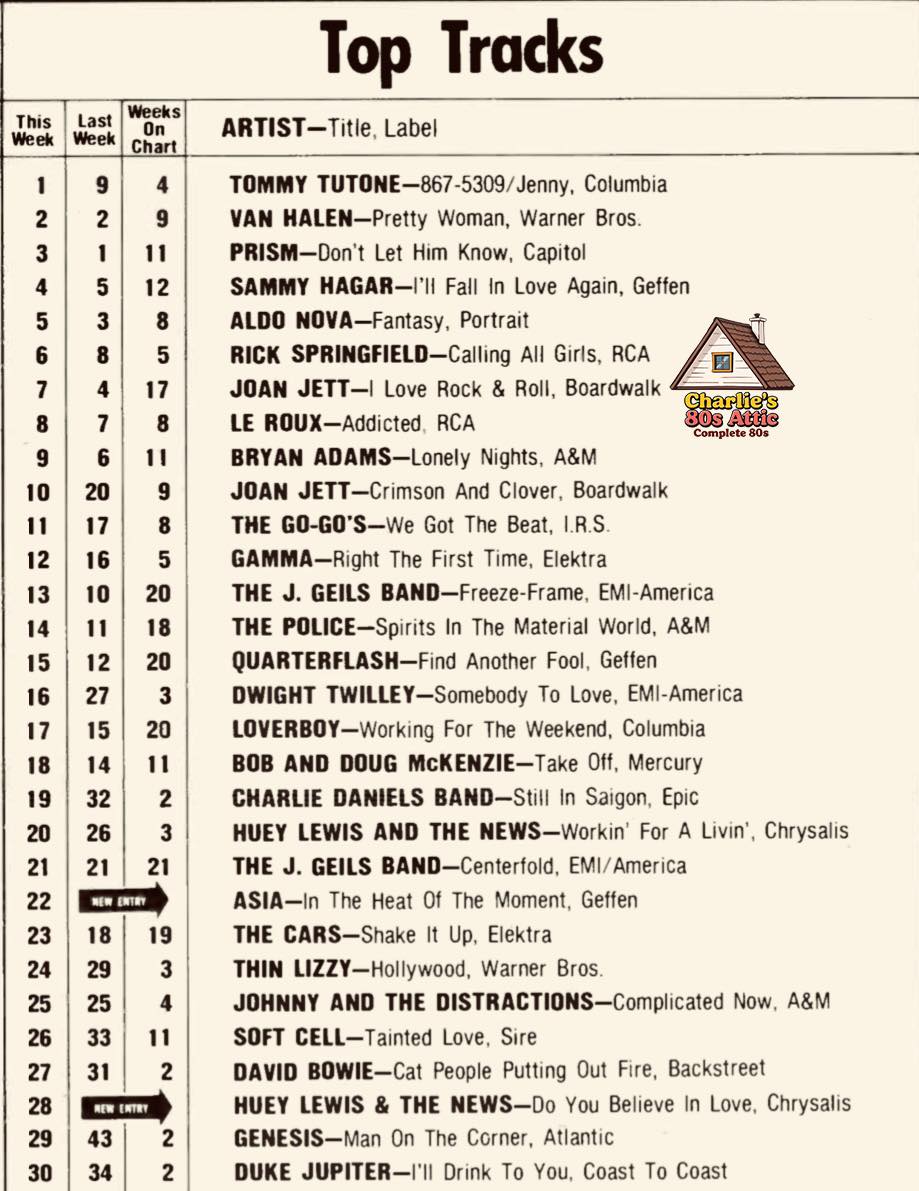 Top Tracks
This Week Last Week Weeks On Chart ARTIST—Title, Label
1 9 4 TOMMY TUTONE—867-5309/Jenny, Columbia
2 2 9 VAN HALEN—Pretty Woman, Warner Bros.
3 1 11 PRISM—Don't Let Him Know, Capitol
4 5 12 SAMMY HAGAR—I'll Fall In Love Again, Geffen
5 3 8 ALDO NOVA—Fantasy, Portrait
6 8 5 RICK SPRINGFIELD—Calling All Girls, RCA
7 4 17 JOAN JETT—I Love Rock & Roll, Boardwalk
8 7 8 LE ROUX—Addicted, RCA
9 6 11 BRYAN ADAMS—Lonely Nights, A&M
10 20 9 JOAN JETT—Crimson And Clover, Boardwalk
11 17 8 THE GO-GO'S—We Got The Beat, I.R.S.
12 16 5 GAMMA—Right The First Time, Elektra
13 10 20 THE J. GEILS BAND—Freeze-Frame, EMI-America
14 11 18 THE POLICE—Spirits In The Material World, A&M
15 12 20 QUARTERFLASH—Find Another Fool, Geffen
16 27 3 DWIGHT TWILLEY—Somebody To Love, EMI-America
17 15 20 LOVERBOY—Working For The Weekend, Columbia
18 14 11 BOB AND DOUG McKENZIE—Take Off, Mercury
19 32 2 CHARLIE DANIELS BAND—Still In Saigon, Epic
20 26 3 HUEY LEWIS AND THE NEWS—Workin' For A Livin', Chrysalis
21 21 21 THE J. GEILS BAND—Centerfold, EMI/America
22 NEW ENTRY ASIA—In The Heat Of The Moment, Geffen
23 18 19 THE CARS—Shake It Up, Elektra
24 29 3 THIN LIZZY—Hollywood, Warner Bros.
25 25 4 JOHNNY AND THE DISTRACTIONS—Complicated Now, A&M
26 33 11 SOFT CELL—Tainted Love, Sire
27 31 2 DAVID BOWIE—Cat People Putting Out Fire, Backstreet
28 NEW ENTRY HUEY LEWIS & THE NEWS—Do You Believe In Love, Chrysalis
29 43 2 GENESIS—Man On The Corner, Atlantic
30 34 2 DUKE JUPITER—I'll Drink To You, Coast To Coast
Charlie's
80s Attic
Complete 80s